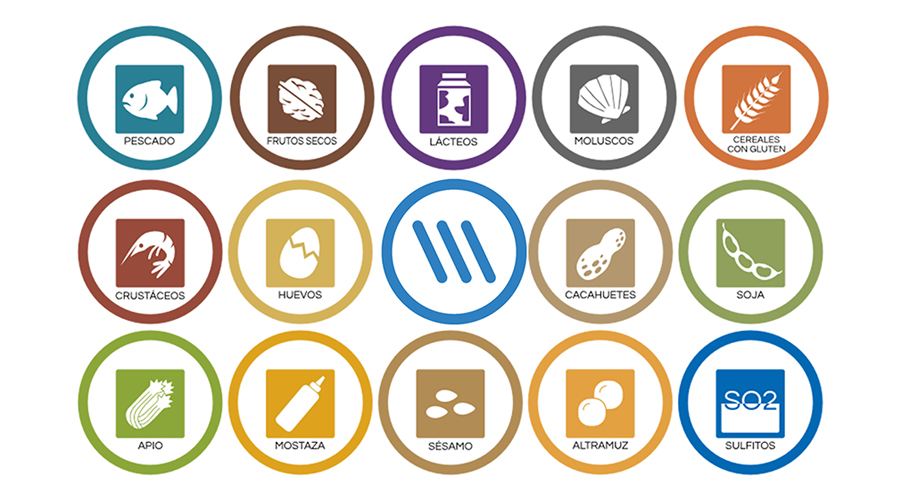 PESCADO
FRUTOS SECOS
LÁCTEOS
MOLUSCOS
CEREALES
CON GLUTEN
CRUSTÁCEOS
HUEVOS
CACAHUETES
SOJA
APIO
MOSTAZA
SÉSAMO
ALTRAMUZ
SO2
SULFITOS